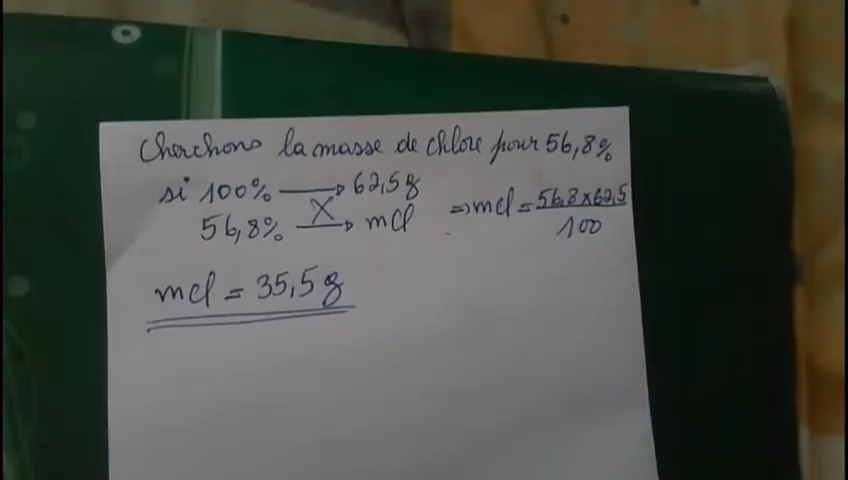 Cherchons la masse de chlore pour 56,8%
si 100% → 62,5g
56,8% X→ mcl ⇒ mcl = 56,8x62,5 / 100
mcl = 35,5g